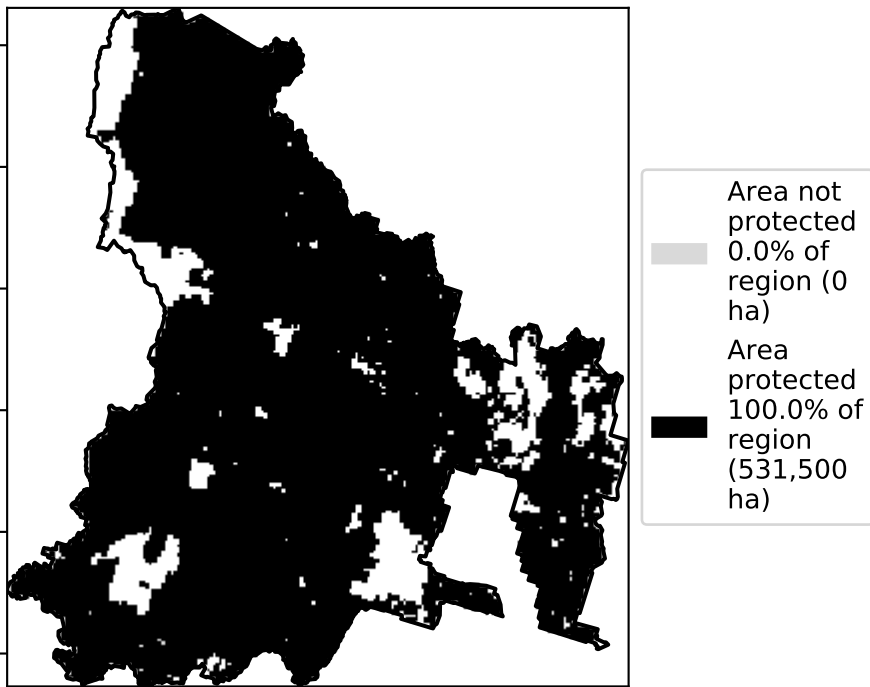 Area not
protected
0.0% of
region (0
ha)
Area
protected
100.0% of
region
(531,500
ha)